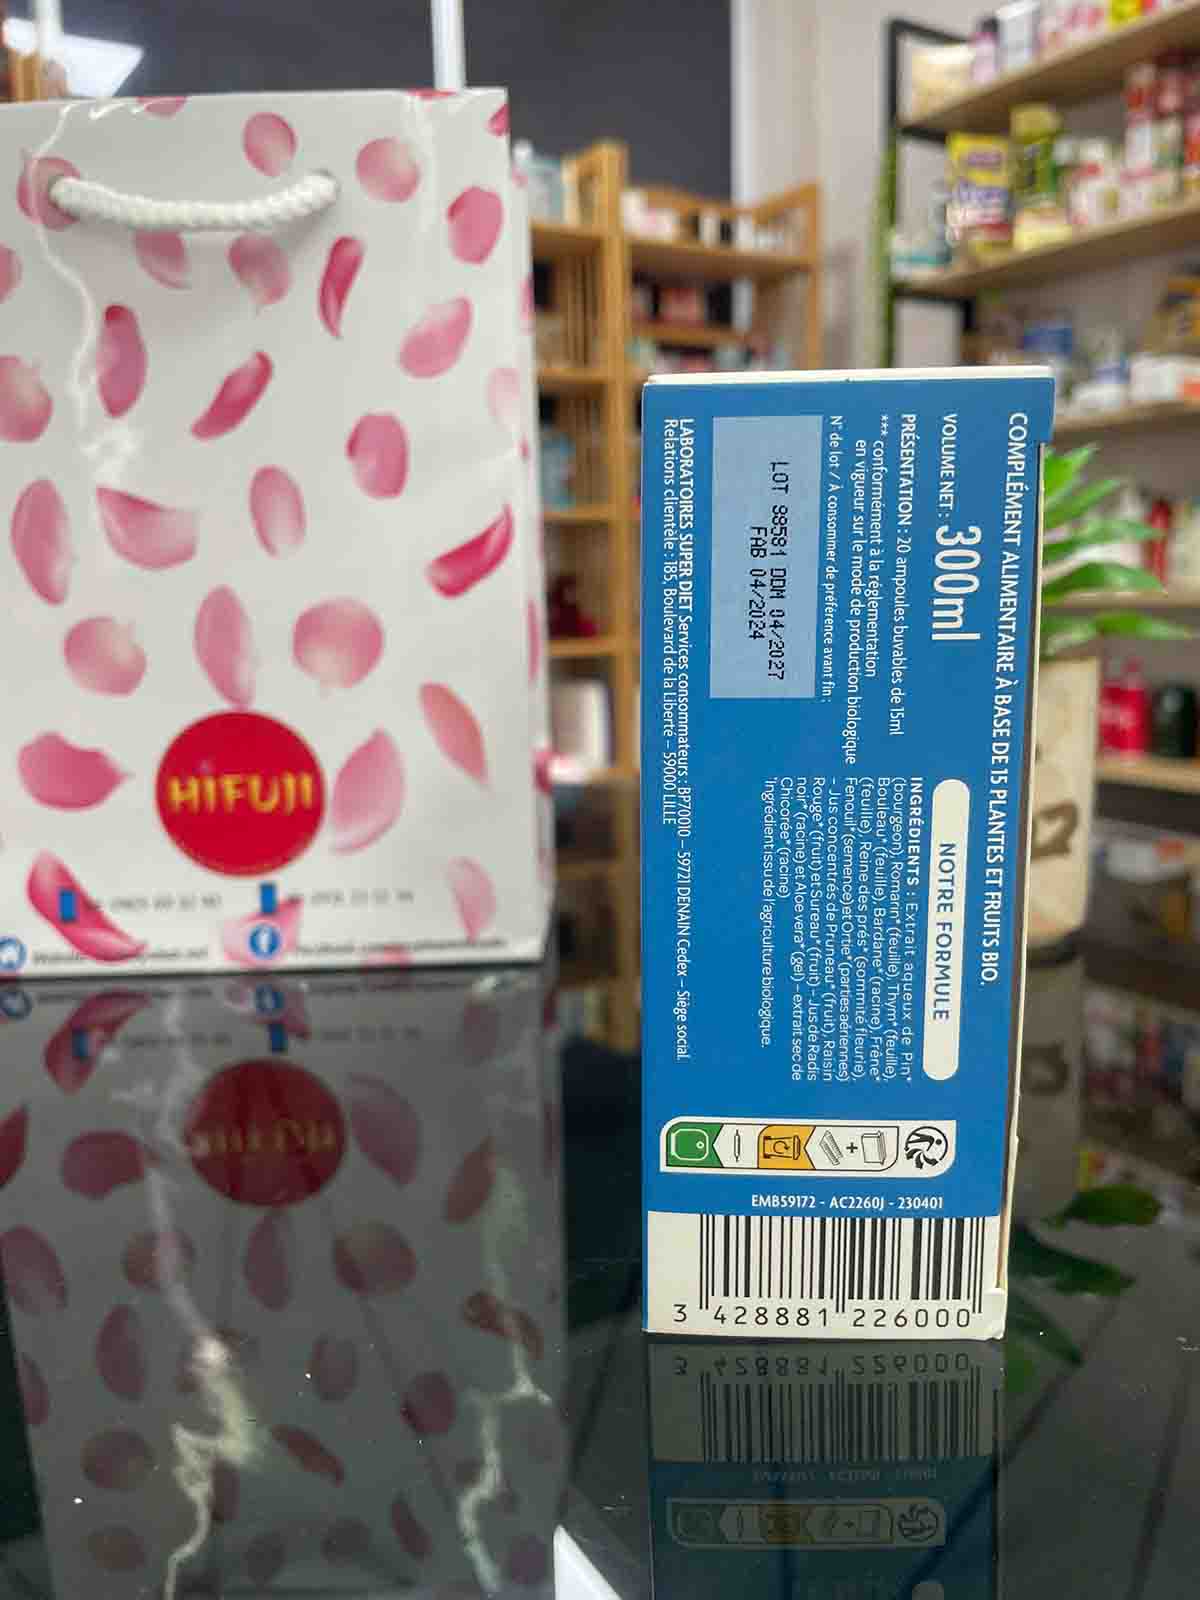 HiFUJI
COMPLÉMENT ALIMENTAIRE À BASE DE 15 PLANTES ET FRUITS BIO.
VOLUME NET : 300ml
PRÉSENTATION : 20 ampoules buvables de 15ml
*** conformément à la réglementation
en vigueur sur le mode de production biologique
N° de lot / À consommer de préférence avant fin :
LOT 98581 DDM 04/2027
FAB 04/2024
LABORATOIRES SUPER DIET Services consommateurs : BP70010 – 59721 DENAIN Cedex – Siège social.
Relations clientèle : 185, Boulevard de la Liberté – 59000 LILLE
NOTRE FORMULE
INGRÉDIENTS : Extrait aqueux de Pin*
(bourgeon), Romarin* (feuille), Thym* (feuille),
Bouleau* (feuille), Bardane* (racine), Frêne*
(feuille), Reine des prés* (sommité fleurie),
Fenouil* (semence) et Ortie* (parties aériennes)
- Jus concentrés de Pruneau* (fruit), Raisin
Rouge* (fruit) et Sureau* (fruit) – Jus de Radis
noir* (racine) et Aloe vera* (gel) – extrait sec de
Chicorée* (racine)
*ingrédient issu de l'agriculture biologique.
EMB59172 - AC2260J - 230401
3 428881 226000